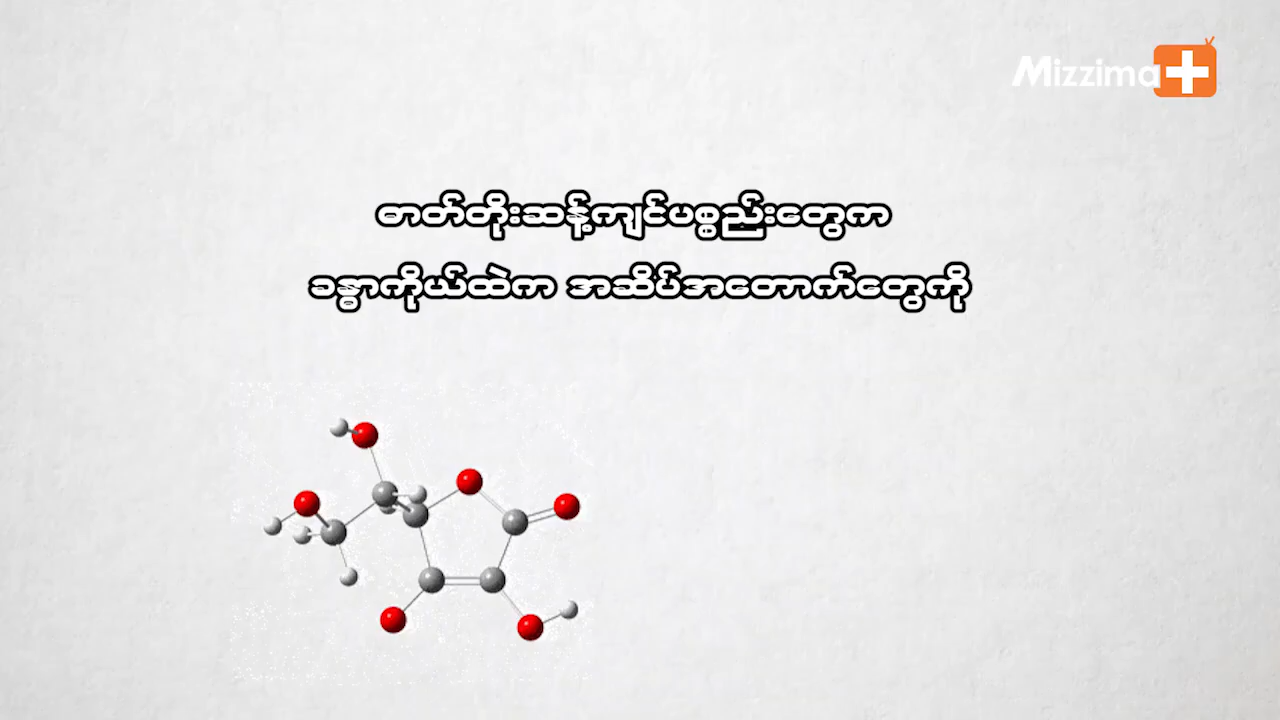 Mizzima
ဓာတ်တိုးဆန့်ကျင်ပစ္စည်းတွေက
ခန္ဓာကိုယ်ထဲက အဆိပ်အတောက်တွေကို